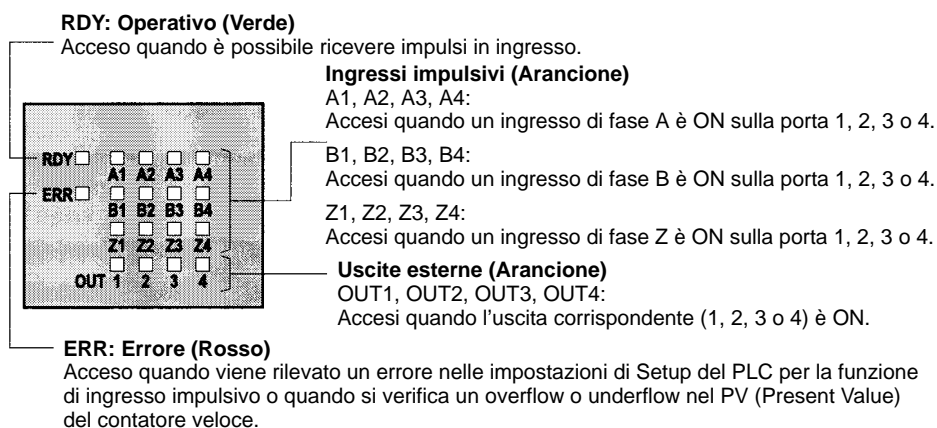 RDY: Operativo (Verde)
Acceso quando è possibile ricevere impulsi in ingresso.
Ingressi impulsivi (Arancione)
A1, A2, A3, A4:
Accesi quando un ingresso di fase A è ON sulla porta 1, 2, 3 o 4.
B1, B2, B3, B4:
Accesi quando un ingresso di fase B è ON sulla porta 1, 2, 3 o 4.
Z1, Z2, Z3, Z4:
Accesi quando un ingresso di fase Z è ON sulla porta 1, 2, 3 o 4.
RDY
A1 A2 A3 A4
ERR
B1 B2 B3 B4
Z1 Z2 Z3 Z4
OUT 1 2 3 4
Uscite esterne (Arancione)
OUT1, OUT2, OUT3, OUT4:
Accesi quando l'uscita corrispondente (1, 2, 3 o 4) è ON.
ERR: Errore (Rosso)
Acceso quando viene rilevato un errore nelle impostazioni di Setup del PLC per la funzione
di ingresso impulsivo o quando si verifica un overflow o underflow nel PV (Present Value)
del contatore veloce.